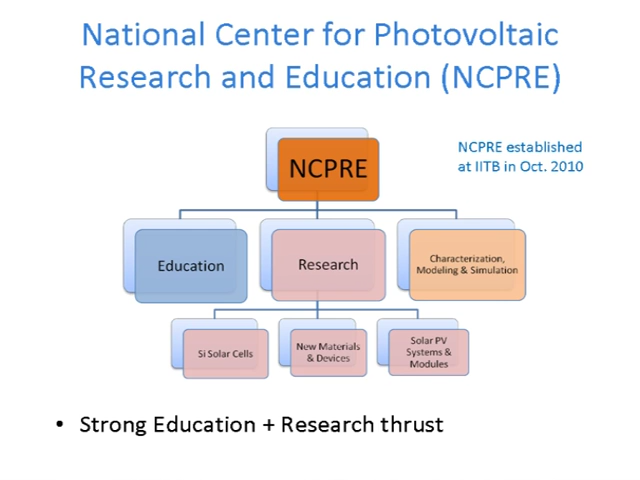 National Center for Photovoltaic
Research and Education (NCPRE)
NCPRE
NCPRE established
at IITB in Oct. 2010
Education
Research
Characterization,
Modeling & Simulation
Si Solar Cells
New Materials
& Devices
Solar PV
Systems &
Modules
• Strong Education + Research thrust